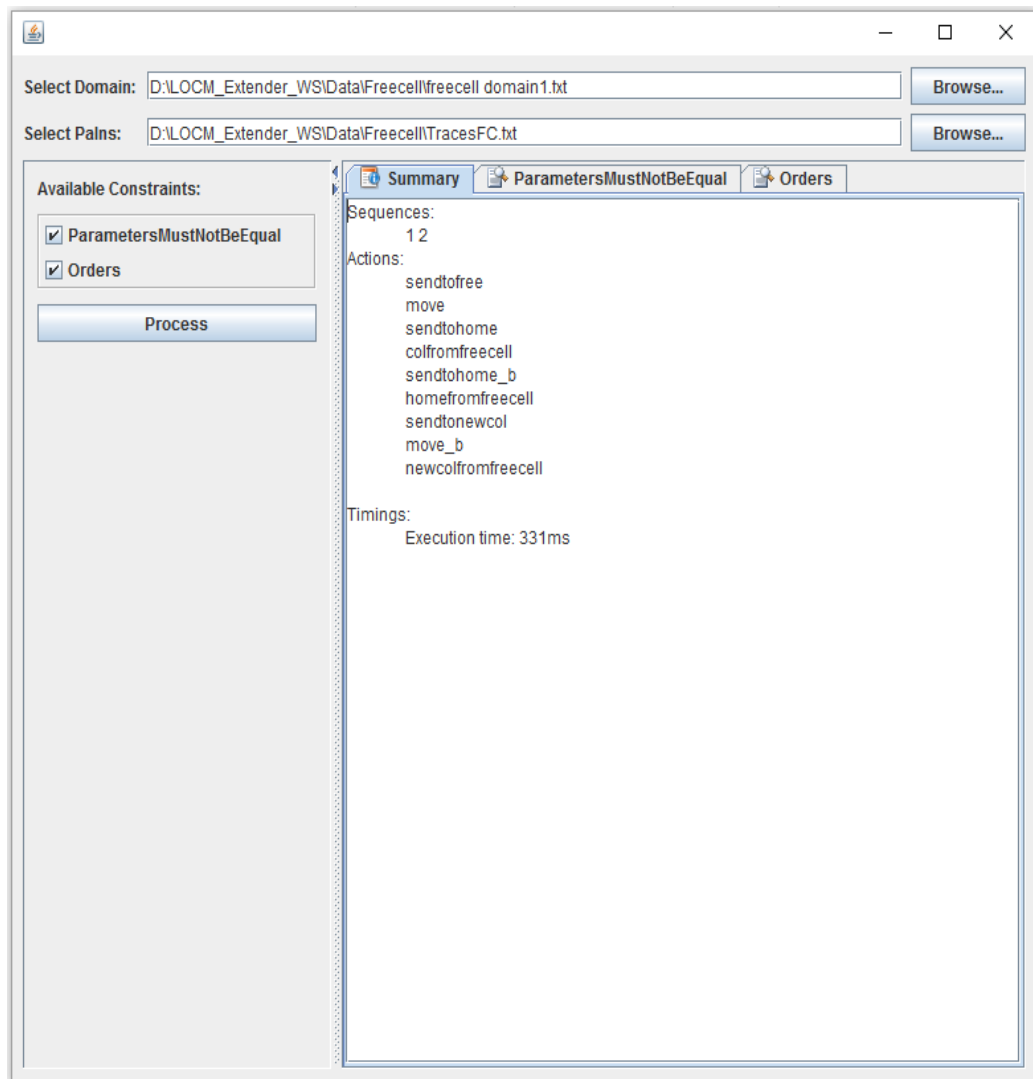 Select Domain: D:\LOCM_Extender_WS\Data\Freecell\freecell domain1.txt Browse...
Select Palns: D:\LOCM_Extender_WS\Data\Freecell\TracesFC.txt Browse...
Available Constraints:
ParametersMustNotBeEqual
Orders
Process
Summary ParametersMustNotBeEqual Orders
Sequences:
1 2
Actions:
sendtofree
move
sendtohome
colfromfreecell
sendtohome_b
homefromfreecell
sendtonewcol
move_b
newcolfromfreecell
Timings:
Execution time: 331ms